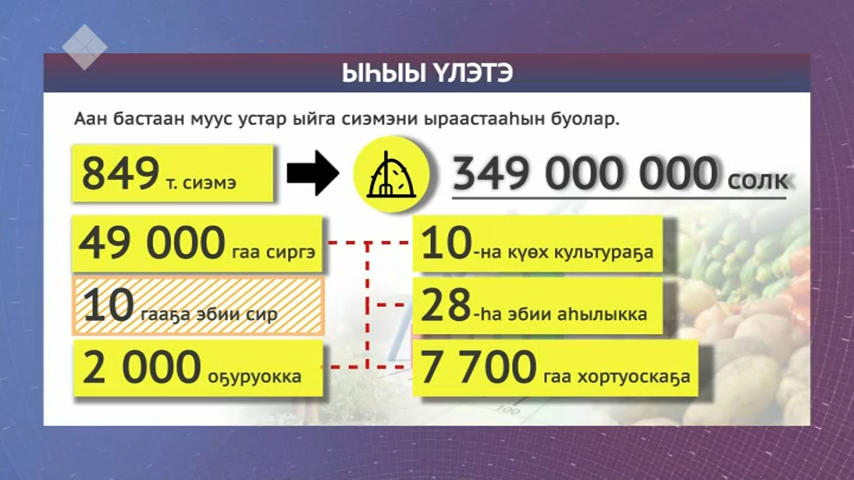 ЫҺЫЫ ҮЛЭТЭ
Аан бастаан муус устар ыйга сиэмэни ыраастааһын буолар.
849 т. сиэмэ
349 000 000 солк
49 000 гаа сиргэ
10-на күөх культураҕа
10 гааҕа эбии сир
28-һа эбии аһылыкка
2 000 оҕуруокка
7 700 гаа хортуоскаҕа
100